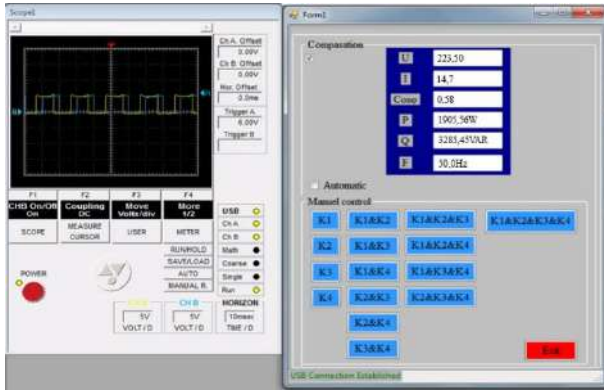 Scope1
Ch A. Offset
0.00V
Ch B. Offset
0.00V
Hor. Offset
0.0ms
Trigger A
6.00V
Trigger B
F1
F2
F3
F4
CHB On/Off
On
Coupling
DC
Move
Volts/div
More
1/2
SCOPE
MEASURE
CURSOR
USER
METER
USB
Ch A
Ch B
Math
Coarse
Single
Run
RUN/HOLD
SAVE/LOAD
AUTO
MANUAL R.
POWER
CH B
HORIZON
5V
VOLT / D
5V
VOLT / D
10msec
TIME / D
Form1
Compasation
U
223,50
I
14,7
Cosφ
0,58
P
1905,56W
Q
3285,45VAR
F
50,0Hz
Automatic
Manuel control
K1
K1&K2
K1&K2&K3
K1&K2&K3&K4
K2
K1&K3
K1&K2&K4
K3
K1&K4
K1&K3&K4
K4
K2&K3
K2&K3&K4
K2&K4
K3&K4
Exit
USB Connection Established